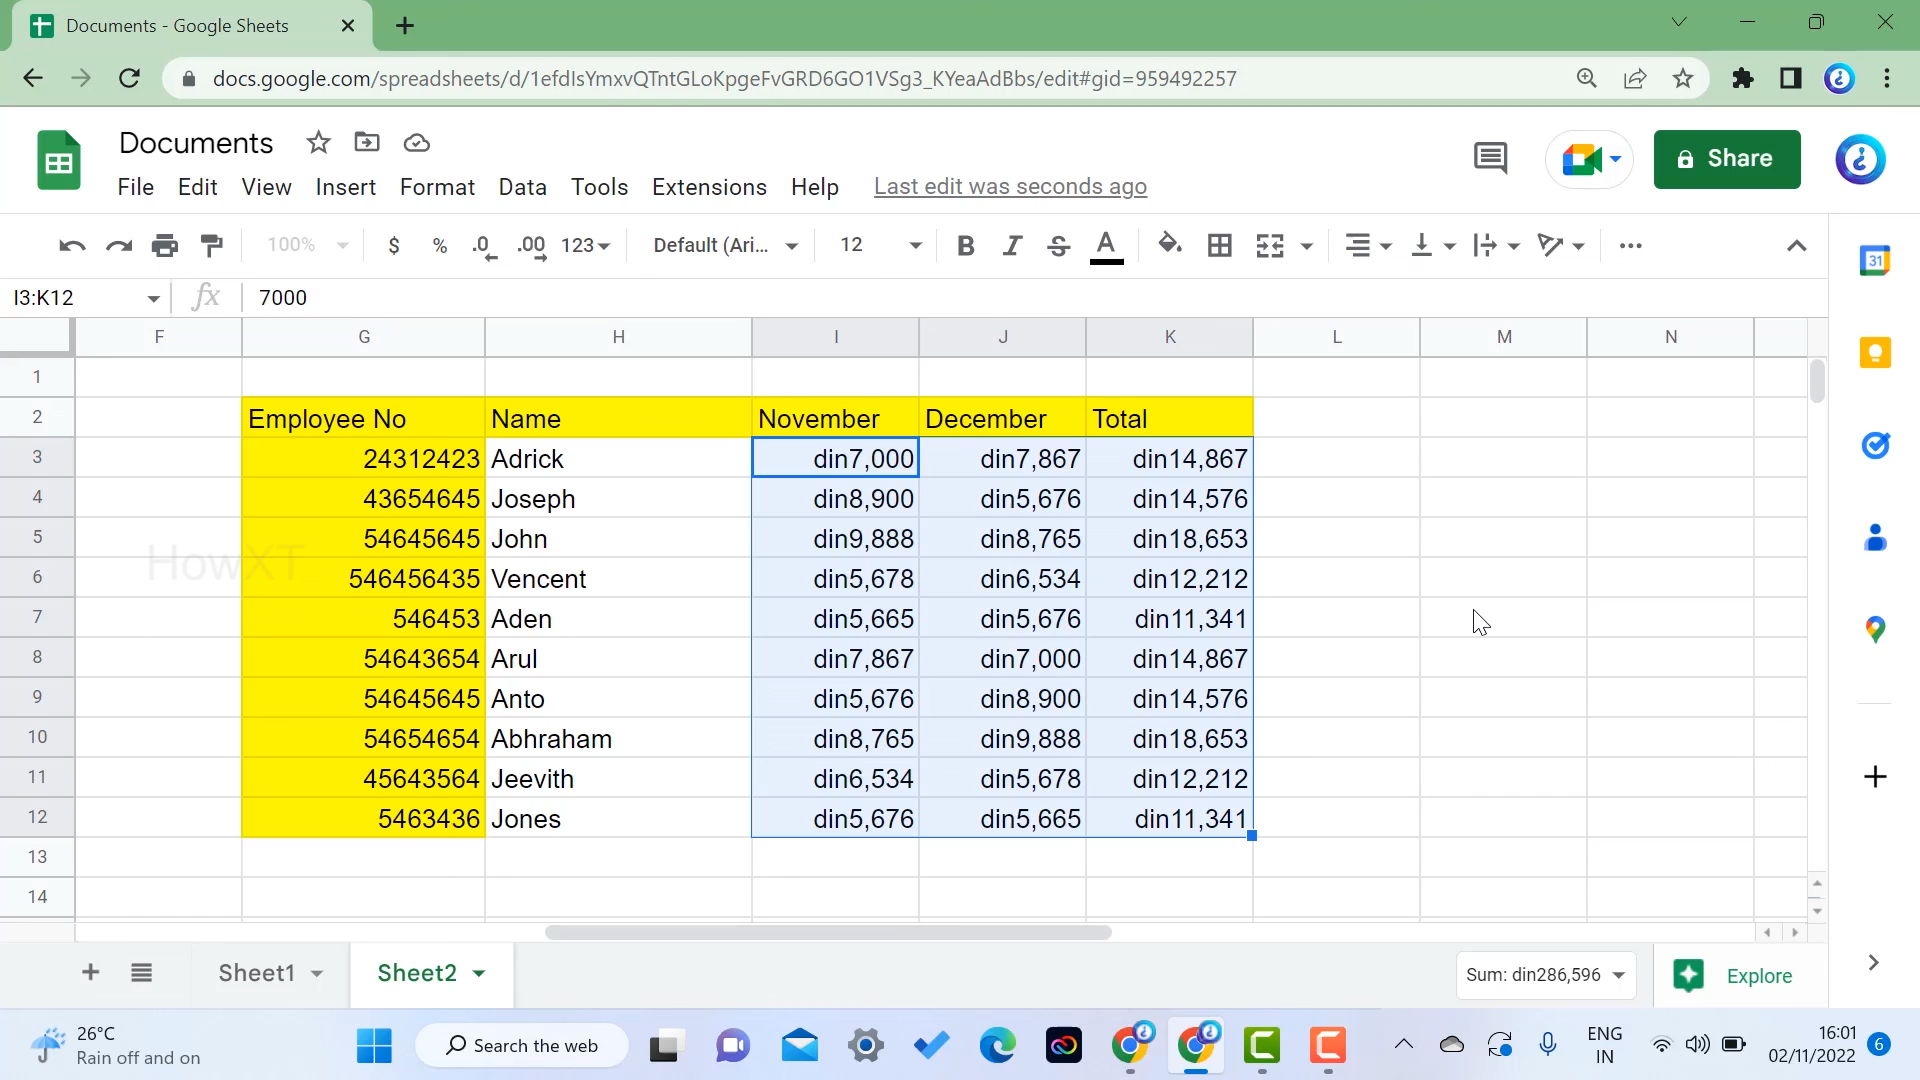 Documents - Google Sheets
docs.google.com/spreadsheets/d/1efdIsYmxvQTntGLoKpgeFvGRD6GO1VSg3_KYeaAdBbs/edit#gid=959492257
Documents
File Edit View Insert Format Data Tools Extensions Help Last edit was seconds ago
Share
100% $ % .0 .00 123 Default (Ari... 12 B I S A
31
I3:K12 fx 7000
F G H I J K L M N
1
2 Employee No Name November December Total
3 24312423 Adrick din7,000 din7,867 din14,867
4 43654645 Joseph din8,900 din5,676 din14,576
5 54645645 John din9,888 din8,765 din18,653
HowXT
6 546456435 Vencent din5,678 din6,534 din12,212
7 546453 Aden din5,665 din5,676 din11,341
8 54643654 Arul din7,867 din7,000 din14,867
9 54645645 Anto din5,676 din8,900 din14,576
10 54654654 Abhraham din8,765 din9,888 din18,653
11 45643564 Jeevith din6,534 din5,678 din12,212
12 5463436 Jones din5,676 din5,665 din11,341
13
14
Sheet1 Sheet2 Sum: din286,596 Explore
26°C
Rain off and on
Search the web
ENG
IN
16:01
02/11/2022
6